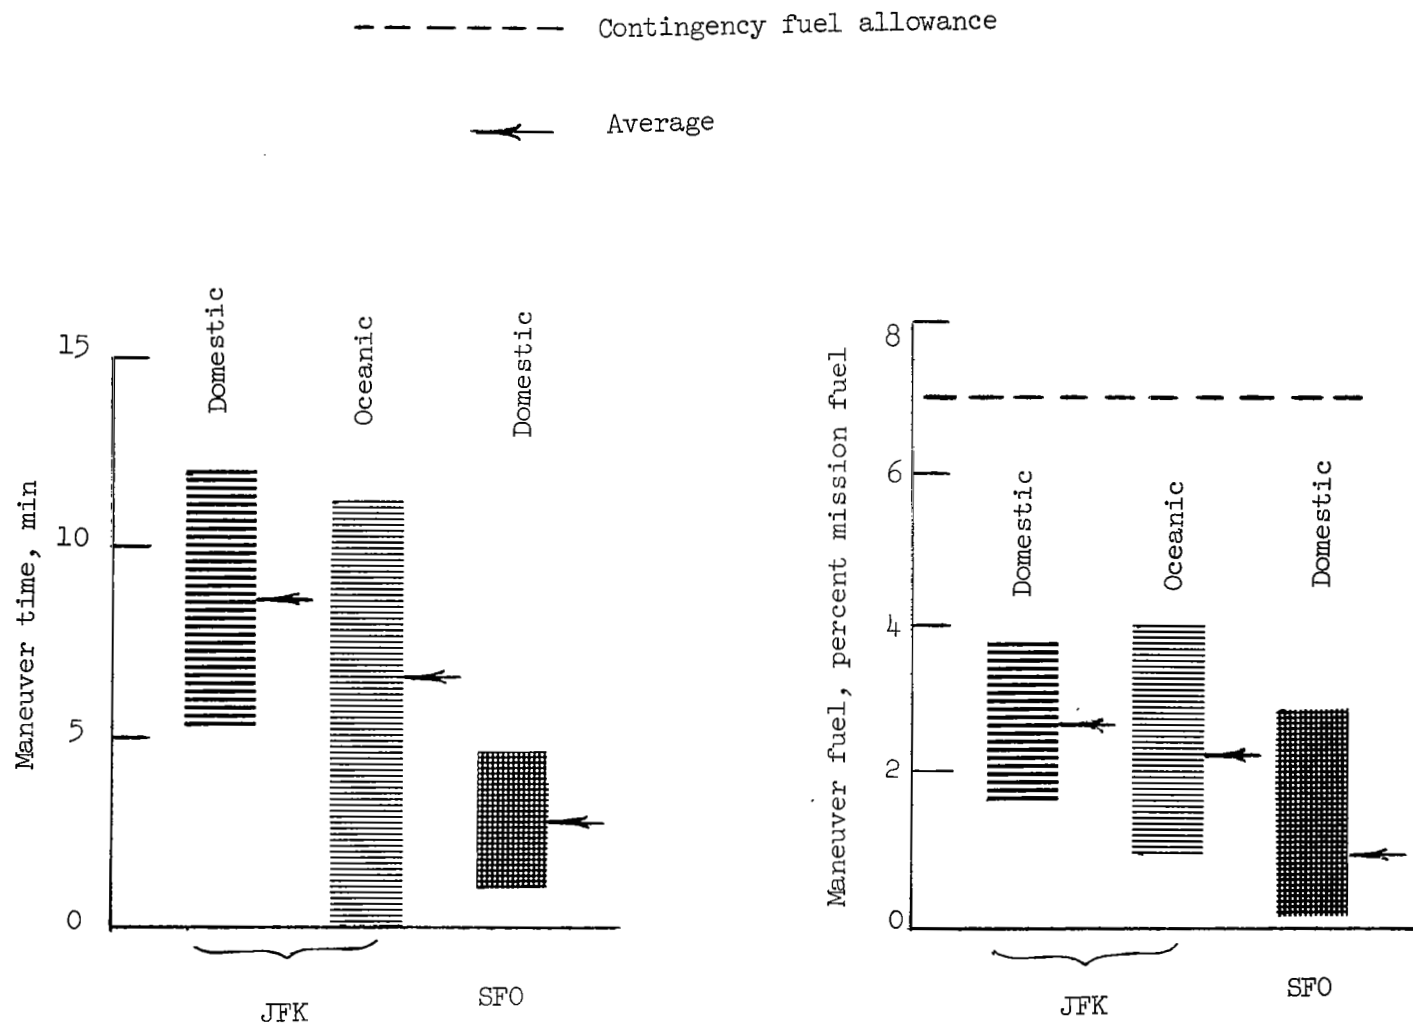 Contingency fuel allowance
Average
Maneuver time, min
15
10
5
0
Domestic
Oceanic
Domestic
JFK
SFO
Maneuver fuel, percent mission fuel
8
6
4
2
0
Domestic
Oceanic
Domestic
JFK
SFO